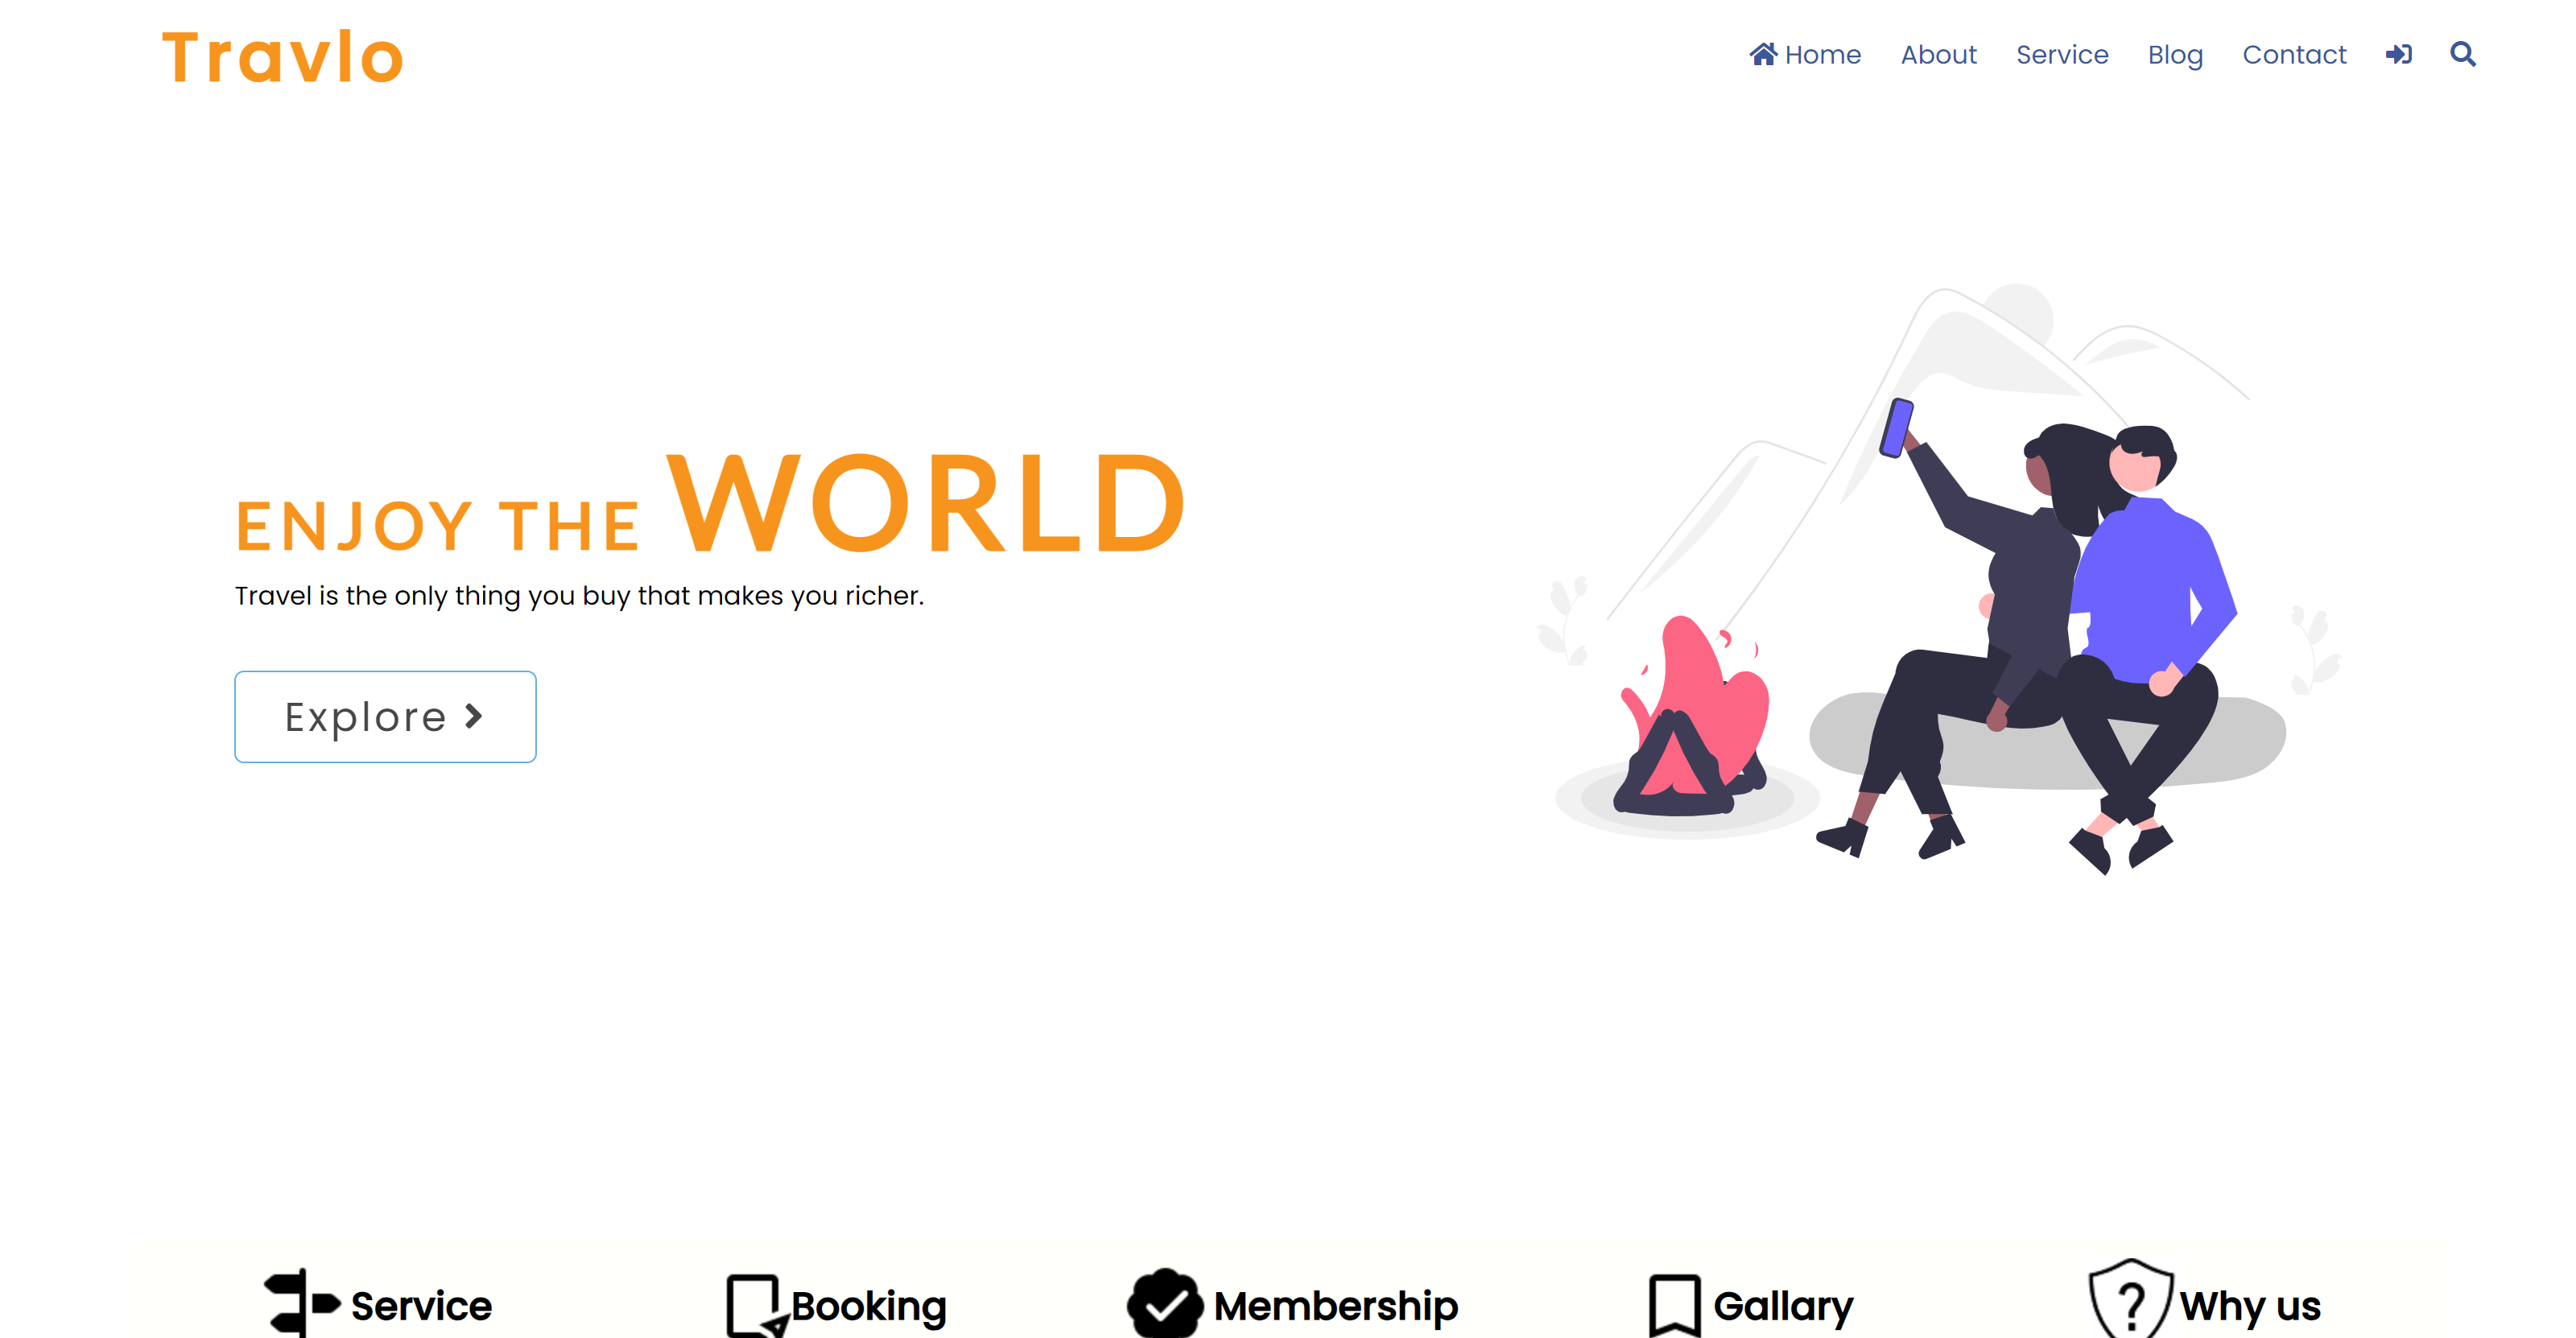 Travlo
Home About Service Blog Contact
ENJOY THE WORLD
Travel is the only thing you buy that makes you richer.
Explore
Service Booking Membership Gallary Why us